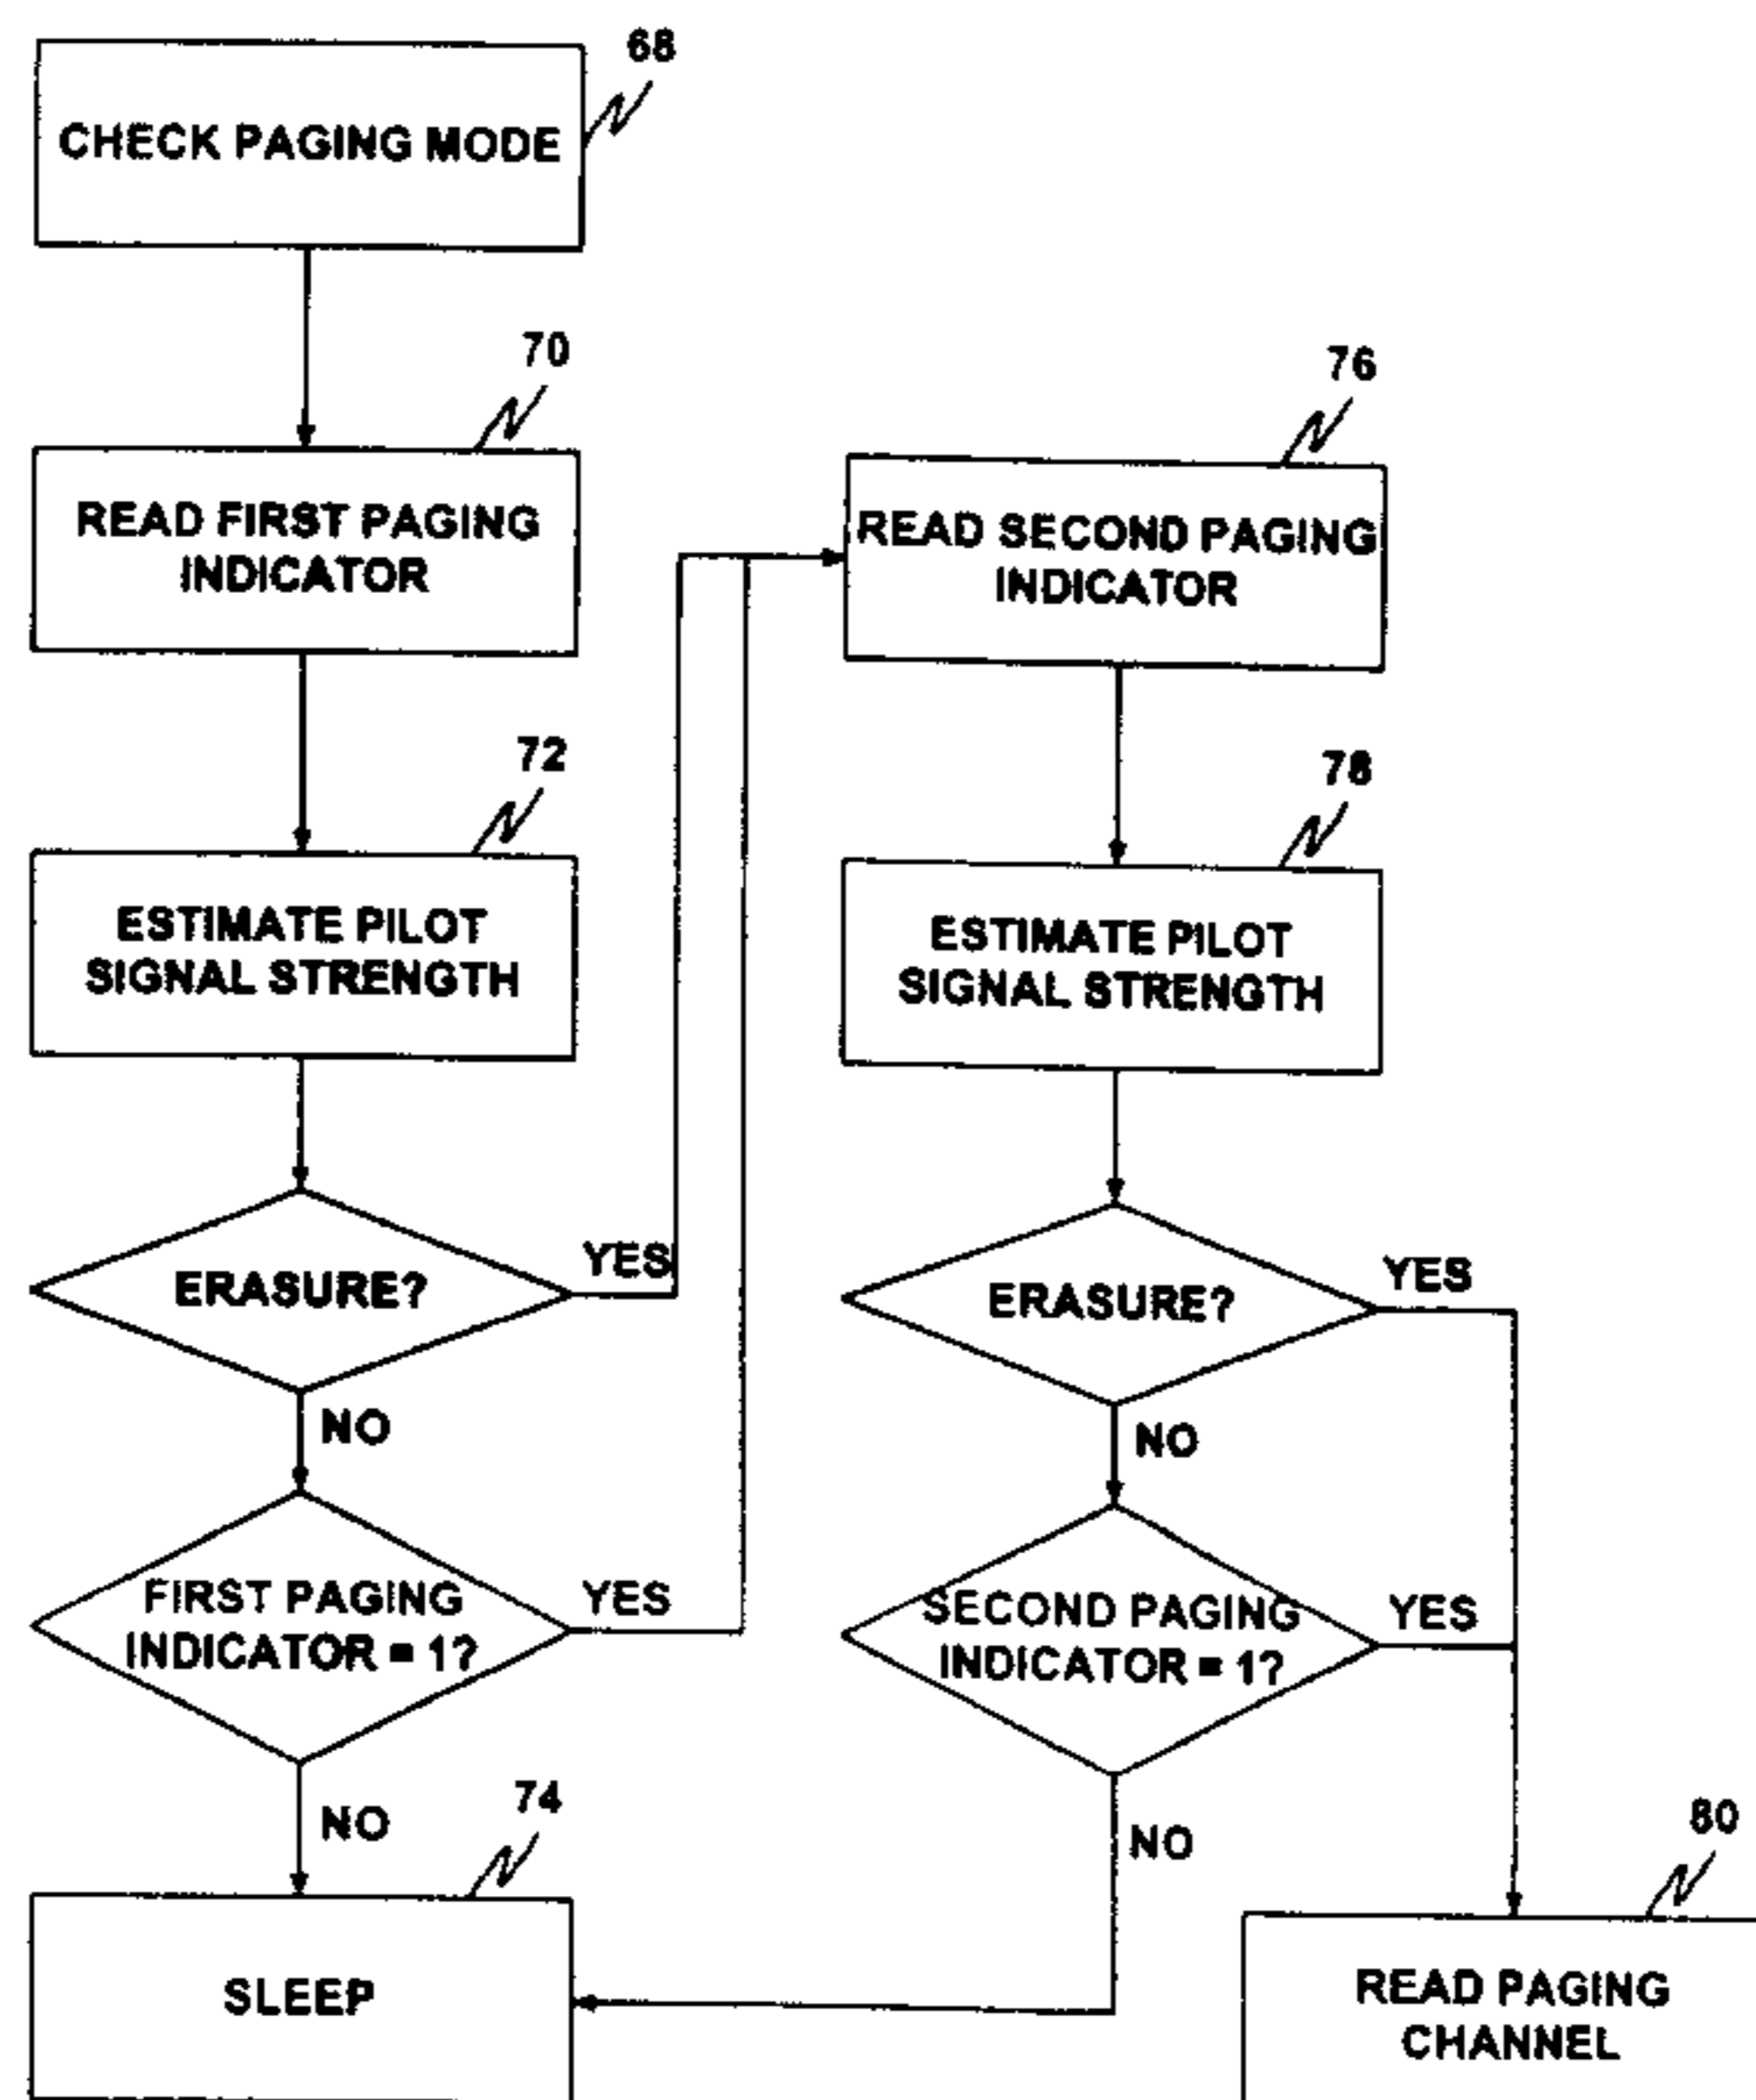 68
CHECK PAGING MODE
70
READ FIRST PAGING
INDICATOR
72
ESTIMATE PILOT
SIGNAL STRENGTH
ERASURE?
YES
NO
FIRST PAGING
INDICATOR = 1?
YES
NO
74
SLEEP
76
READ SECOND PAGING
INDICATOR
78
ESTIMATE PILOT
SIGNAL STRENGTH
ERASURE?
YES
NO
SECOND PAGING
INDICATOR = 1?
YES
NO
80
READ PAGING
CHANNEL